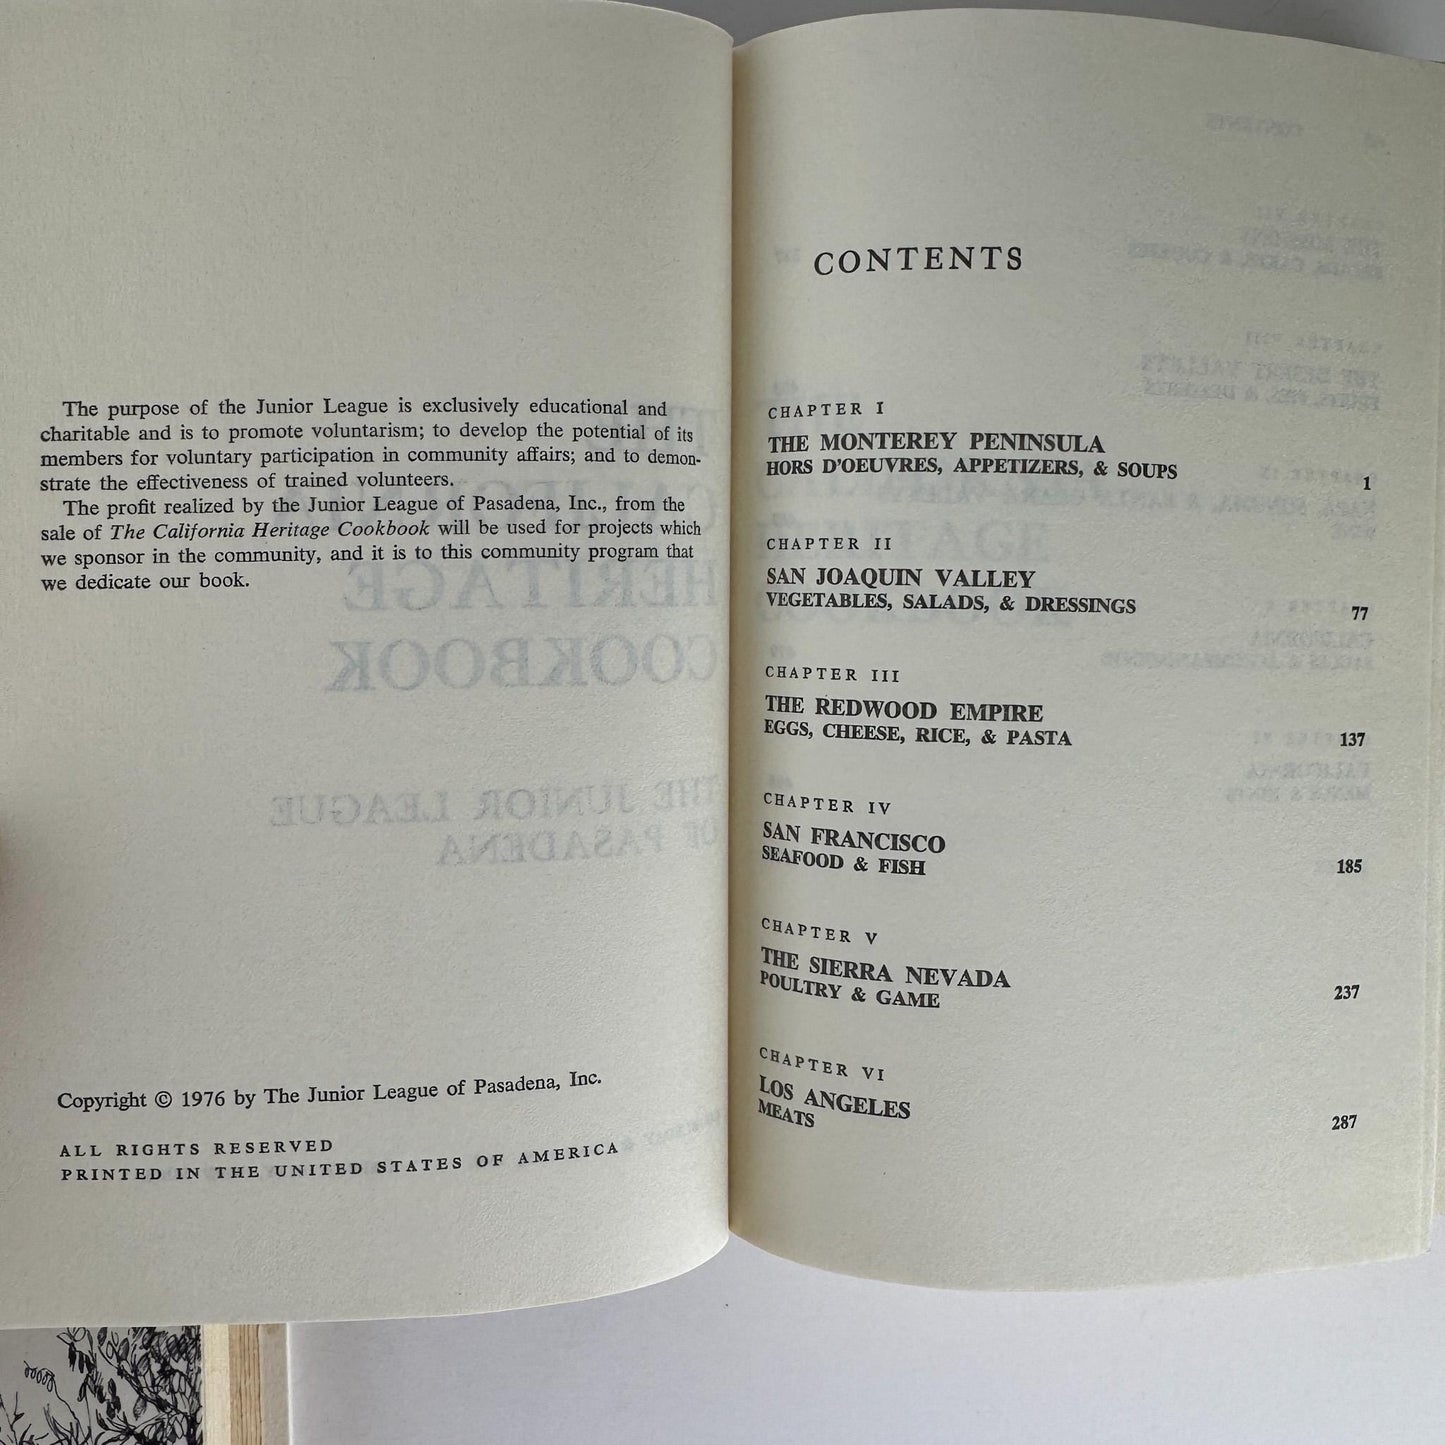 The purpose of the Junior League is exclusively educational and
charitable and is to promote voluntarism; to develop the potential of its
members for voluntary participation in community affairs; and to demon-
strate the effectiveness of trained volunteers.
The profit realized by the Junior League of Pasadena, Inc., from the
sale of The California Heritage Cookbook will be used for projects which
we sponsor in the community, and it is to this community program that
we dedicate our book.
Copyright © 1976 by The Junior League of Pasadena, Inc.
ALL RIGHTS RESERVED
PRINTED IN THE UNITED STATES OF AMERICA
CONTENTS
CHAPTER I
THE MONTEREY PENINSULA
HORS D'OEUVRES, APPETIZERS, & SOUPS 1
CHAPTER II
SAN JOAQUIN VALLEY
VEGETABLES, SALADS, & DRESSINGS 77
CHAPTER III
THE REDWOOD EMPIRE
EGGS, CHEESE, RICE, & PASTA 137
CHAPTER IV
SAN FRANCISCO
SEAFOOD & FISH 185
CHAPTER V
THE SIERRA NEVADA
POULTRY & GAME 237
CHAPTER VI
LOS ANGELES
MEATS 287